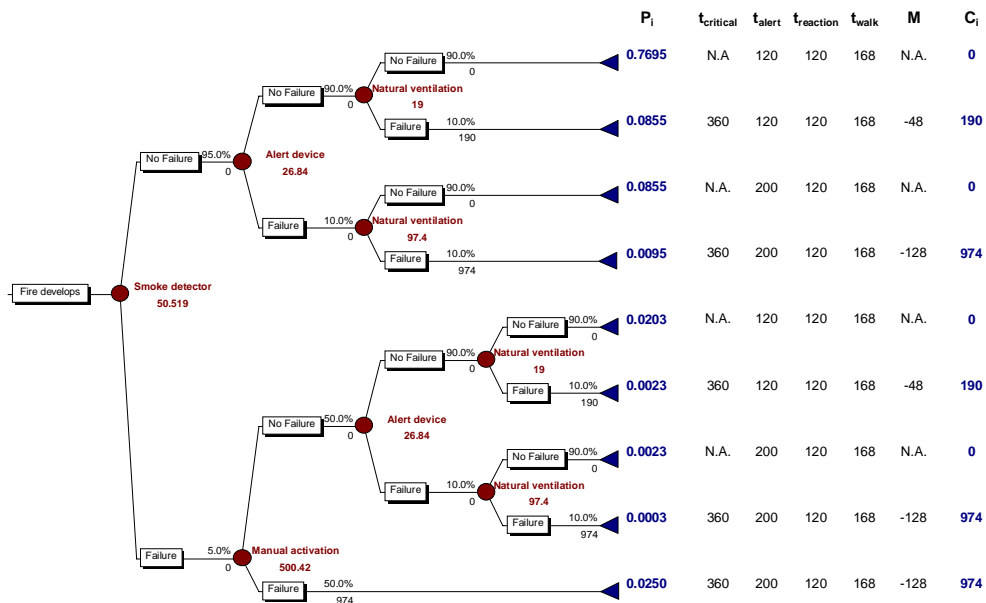 Pi tcritical talert treaction twalk M Ci
No Failure 90.0% 0 0.7695 N.A 120 120 168 N.A. 0
No Failure 90.0% 0 Natural ventilation 19
Failure 10.0% 190 0.0855 360 120 120 168 -48 190
No Failure 95.0% 0 Alert device 26.84
No Failure 90.0% 0 0.0855 N.A. 200 120 168 N.A. 0
Failure 10.0% 0 Natural ventilation 97.4
Failure 10.0% 974 0.0095 360 200 120 168 -128 974
Fire develops Smoke detector 50.519
No Failure 90.0% 0 0.0203 N.A. 120 120 168 N.A. 0
No Failure 90.0% 0 Natural ventilation 19
Failure 10.0% 190 0.0023 360 120 120 168 -48 190
No Failure 50.0% 0 Alert device 26.84
No Failure 90.0% 0 0.0023 N.A. 200 120 168 N.A. 0
Failure 10.0% 0 Natural ventilation 97.4
Failure 10.0% 974 0.0003 360 200 120 168 -128 974
Failure 5.0% 0 Manual activation 500.42
Failure 50.0% 974 0.0250 360 200 120 168 -128 974